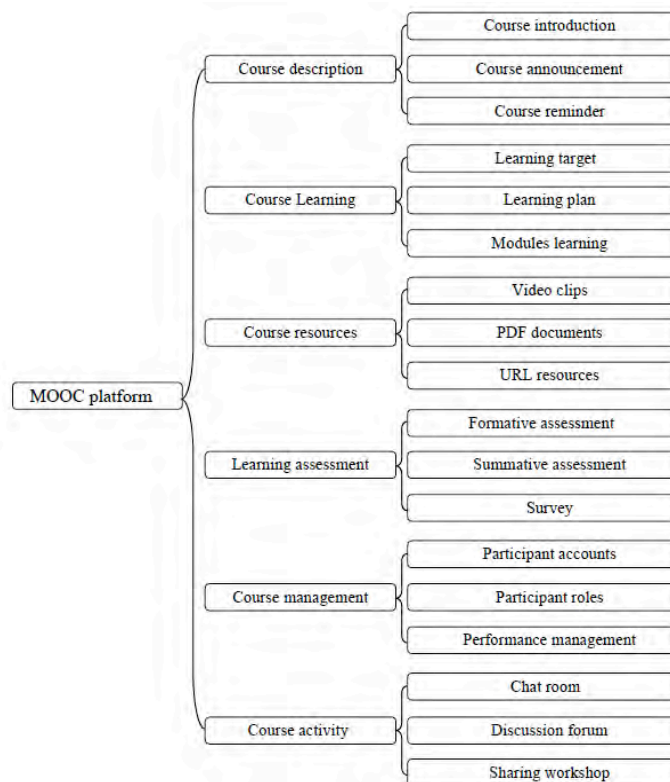 Course introduction
Course description
Course announcement
Course reminder
Learning target
Course Learning
Learning plan
Modules learning
Video clips
Course resources
PDF documents
URL resources
MOOC platform
Formative assessment
Learning assessment
Summative assessment
Survey
Participant accounts
Course management
Participant roles
Performance management
Chat room
Course activity
Discussion forum
Sharing workshop